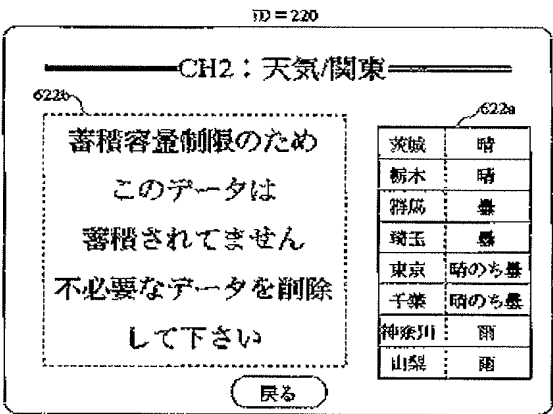 ID=220
CH2:天気/関東
622b
622a
蓄積容量制限のため
このデータは
蓄積されてません
不必要なデータを削除
して下さい
茨城 晴
栃木 晴
群馬 曇
埼玉 曇
東京 晴のち曇
千葉 晴のち曇
神奈川 雨
山梨 雨
戻る